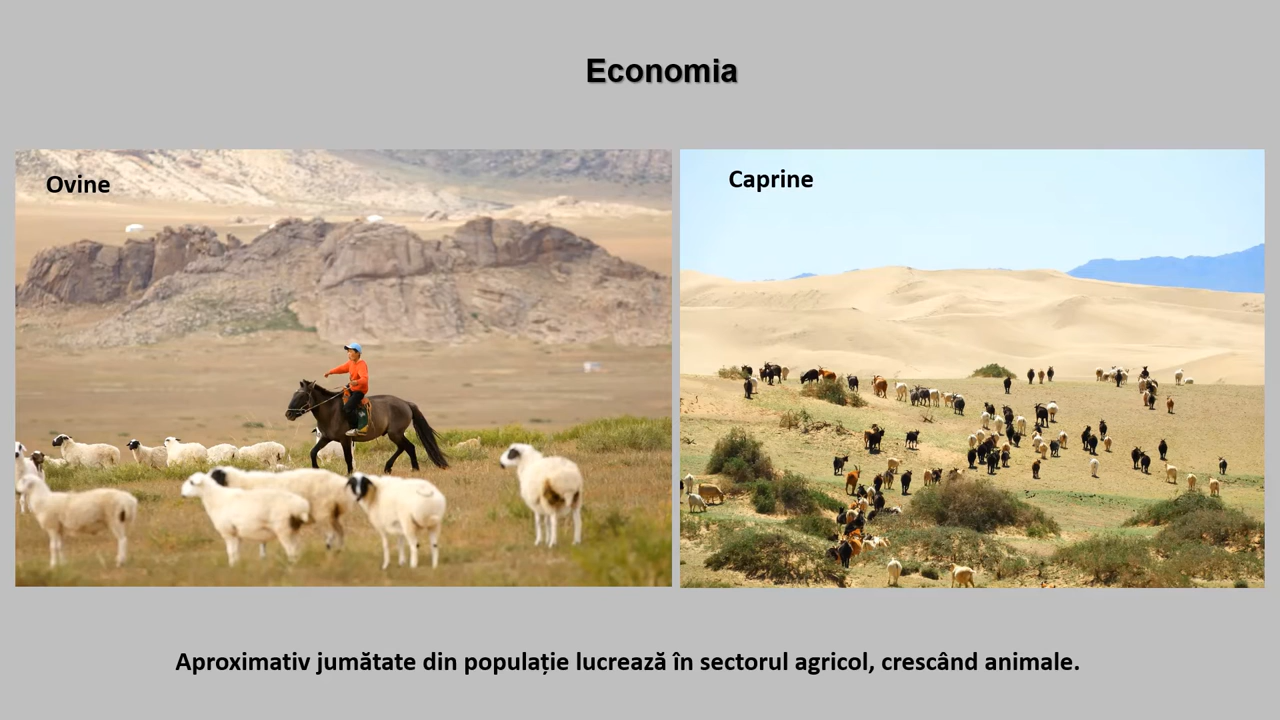 Economia
Ovine
Caprine
Aproximativ jumătate din populație lucrează în sectorul agricol, crescând animale.